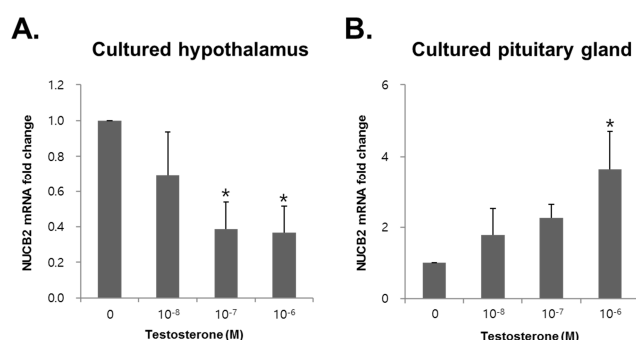 A.
Cultured hypothalamus
NUCB2 mRNA fold change
1.2
1.0
0.8
0.6
0.4
0.2
0.0
*
*
0 10⁻⁸ 10⁻⁷ 10⁻⁶
Testosterone (M)
B.
Cultured pituitary gland
NUCB2 mRNA fold change
6
4
2
0
*
0 10⁻⁸ 10⁻⁷ 10⁻⁶
Testosterone (M)